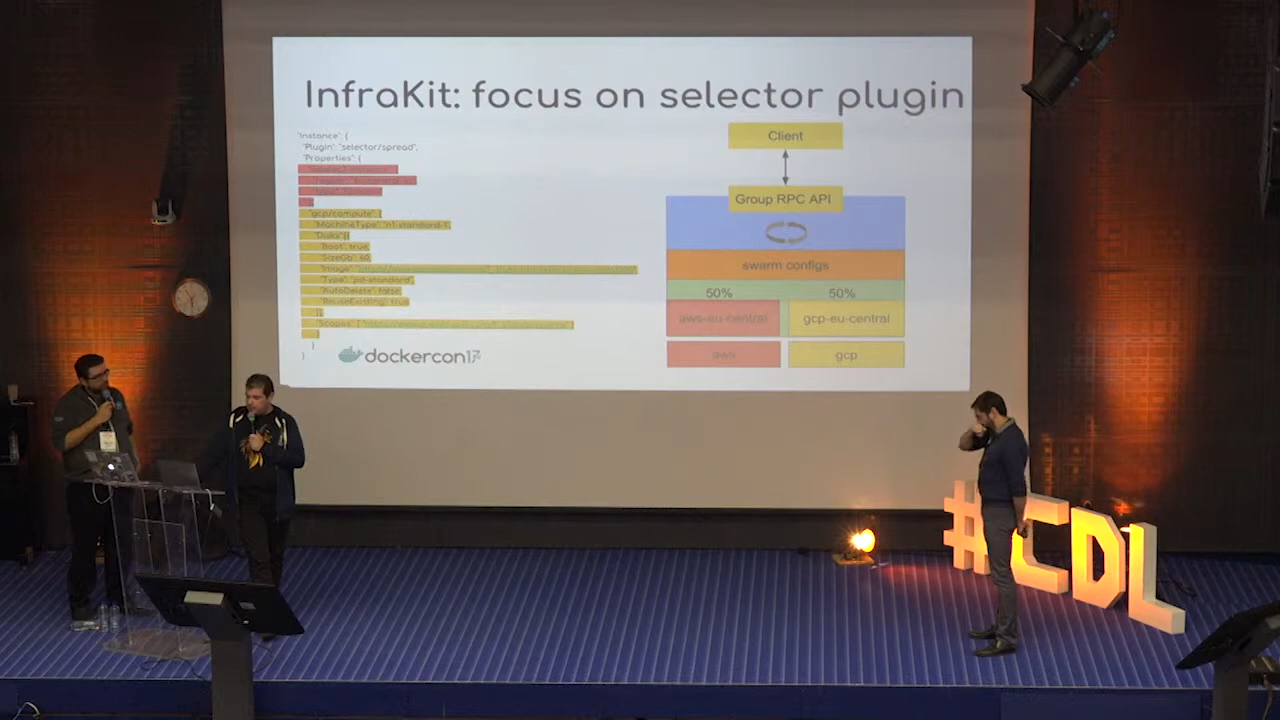 InfraKit: focus on selector plugin
"Instance": {
"Plugin": "selector/spread",
"Properties": {
"gcp/compute": {
"MachineType": "n1-standard-1",
"Disks":[{
"Boot": true,
"SizeGb": 60,
"Image":
"Type": "pd-standard",
"AutoDelete": false,
"ReuseExisting": true
}],
"Scopes": [
}
}
}
dockercon17
Client
Group RPC API
swarm configs
50%
50%
aws-eu-central
gcp-eu-central
aws
gcp
#CDL